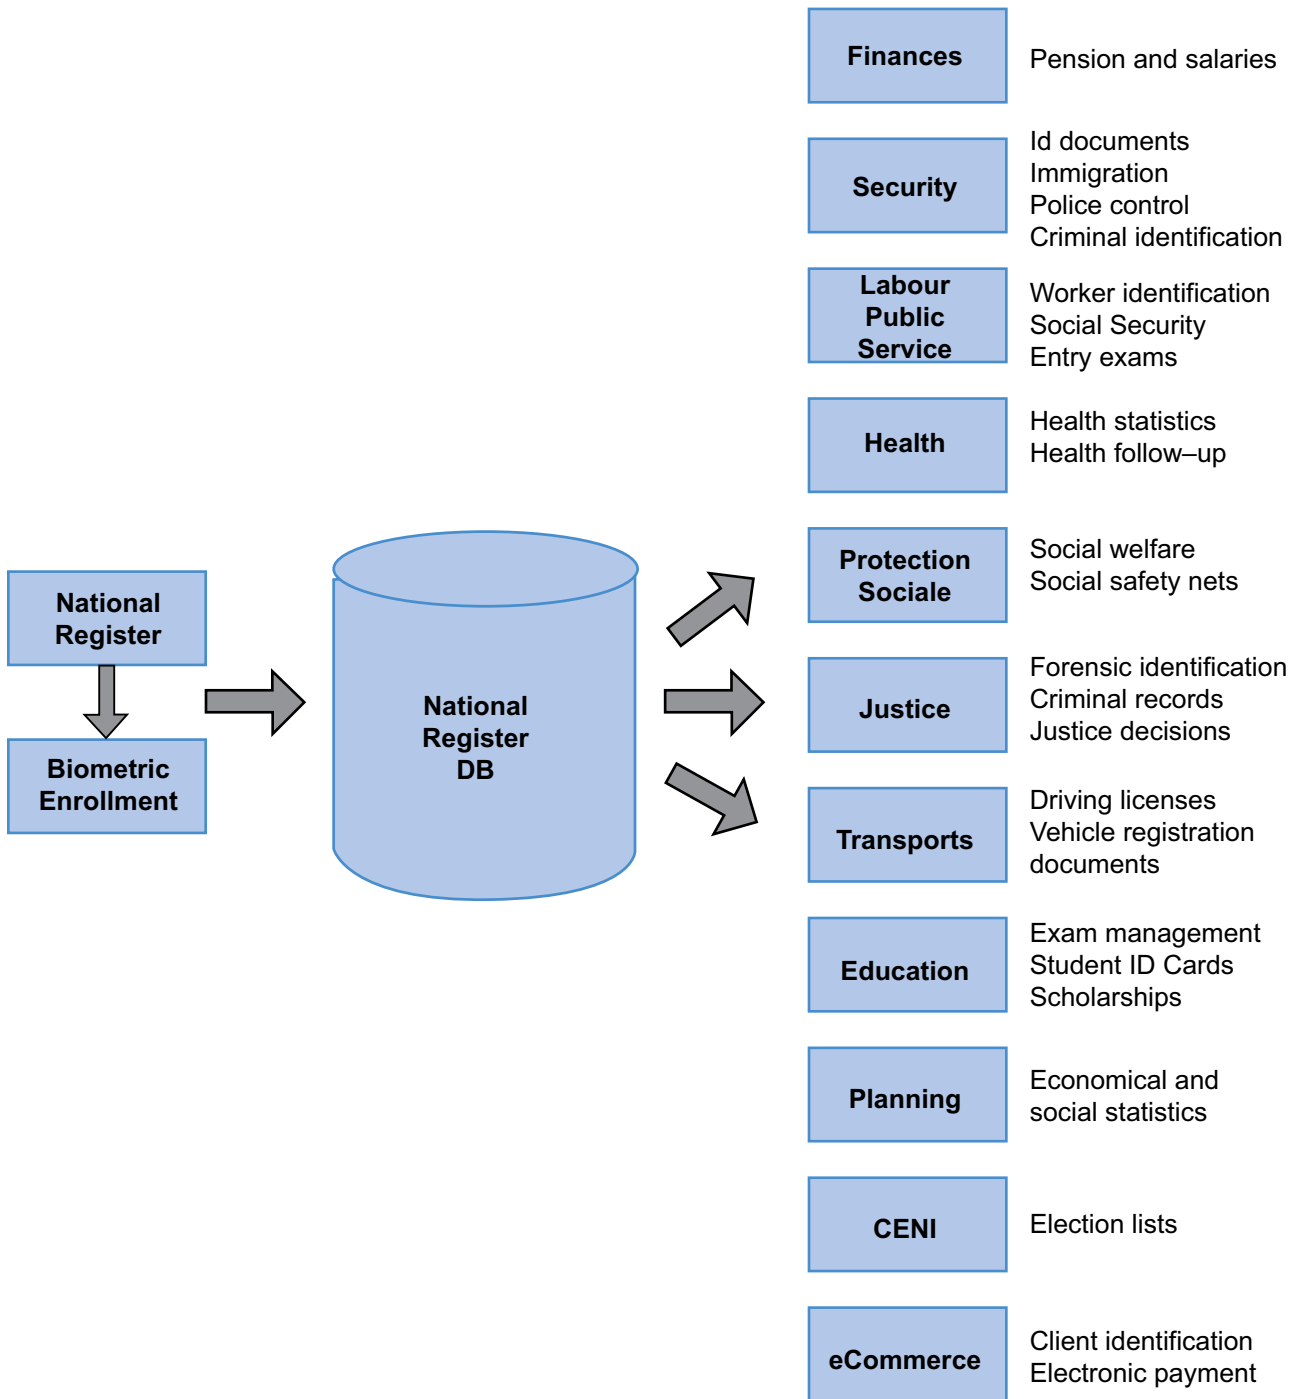 Finances
Pension and salaries
Security
Id documents
Immigration
Police control
Criminal identification
Labour
Public
Service
Worker identification
Social Security
Entry exams
Health
Health statistics
Health follow–up
National
Register
Biometric
Enrollment
National
Register
DB
Protection
Sociale
Social welfare
Social safety nets
Justice
Forensic identification
Criminal records
Justice decisions
Transports
Driving licenses
Vehicle registration
documents
Education
Exam management
Student ID Cards
Scholarships
Planning
Economical and
social statistics
CENI
Election lists
eCommerce
Client identification
Electronic payment